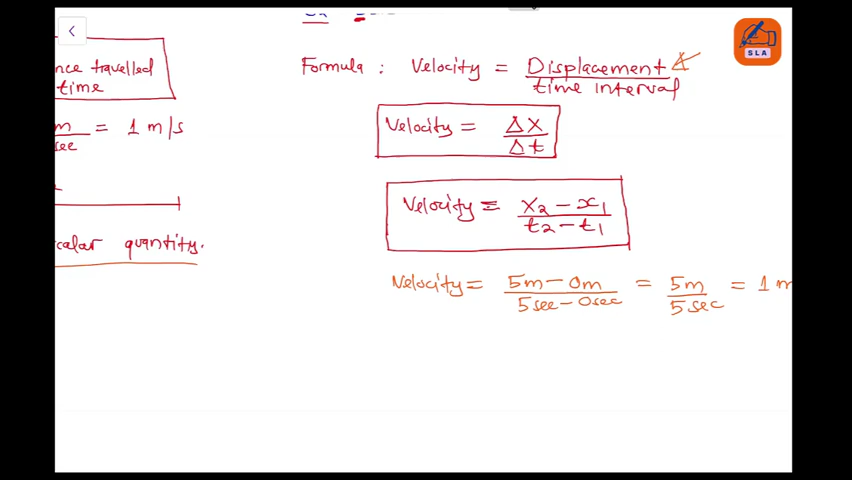 nce travelled
time
m/sec = 1 m/s
calar quantity.
Formula : Velocity = Displacement/time interval
Velocity = Δx/Δt
Velocity = x2 - x1/t2 - t1
Velocity = 5m - 0m/5sec - 0sec = 5m/5sec = 1 m
SLA